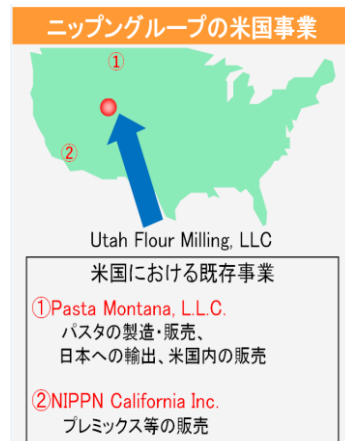 ニップングループの米国事業
①
②
Utah Flour Milling, LLC
米国における既存事業
①Pasta Montana, L.L.C.
パスタの製造・販売、
日本への輸出、米国内の販売
②NIPPN California Inc.
プレミックス等の販売